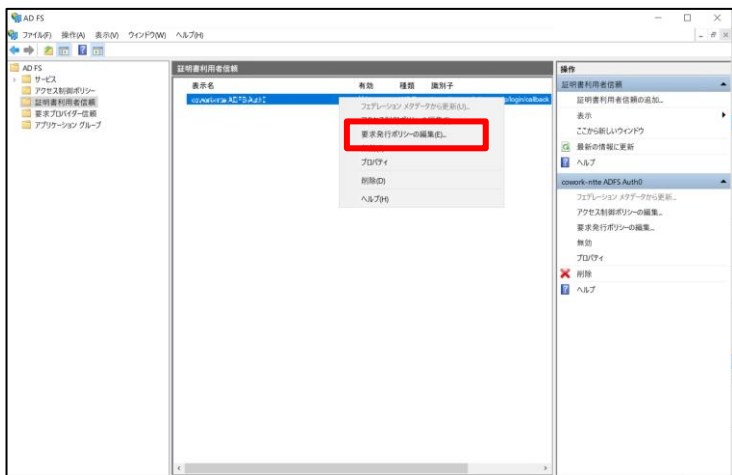 AD FS
ファイル(F) 操作(A) 表示(V) ウィンドウ(W) ヘルプ(H)
AD FS
サービス
アクセス制御ポリシー
証明書利用者信頼
要求プロバイダー信頼
アプリケーション グループ
証明書利用者信頼
表示名 有効 種類 識別子
p/login/callback
フェデレーション メタデータから更新(U)...
要求発行ポリシーの編集(E)...
プロパティ
削除(D)
ヘルプ(H)
操作
証明書利用者信頼
証明書利用者信頼の追加...
表示
ここから新しいウィンドウ
最新の情報に更新
ヘルプ
cowork-ntte ADFS Auth0
フェデレーション メタデータから更新...
アクセス制御ポリシーの編集...
要求発行ポリシーの編集...
無効
プロパティ
削除
ヘルプ